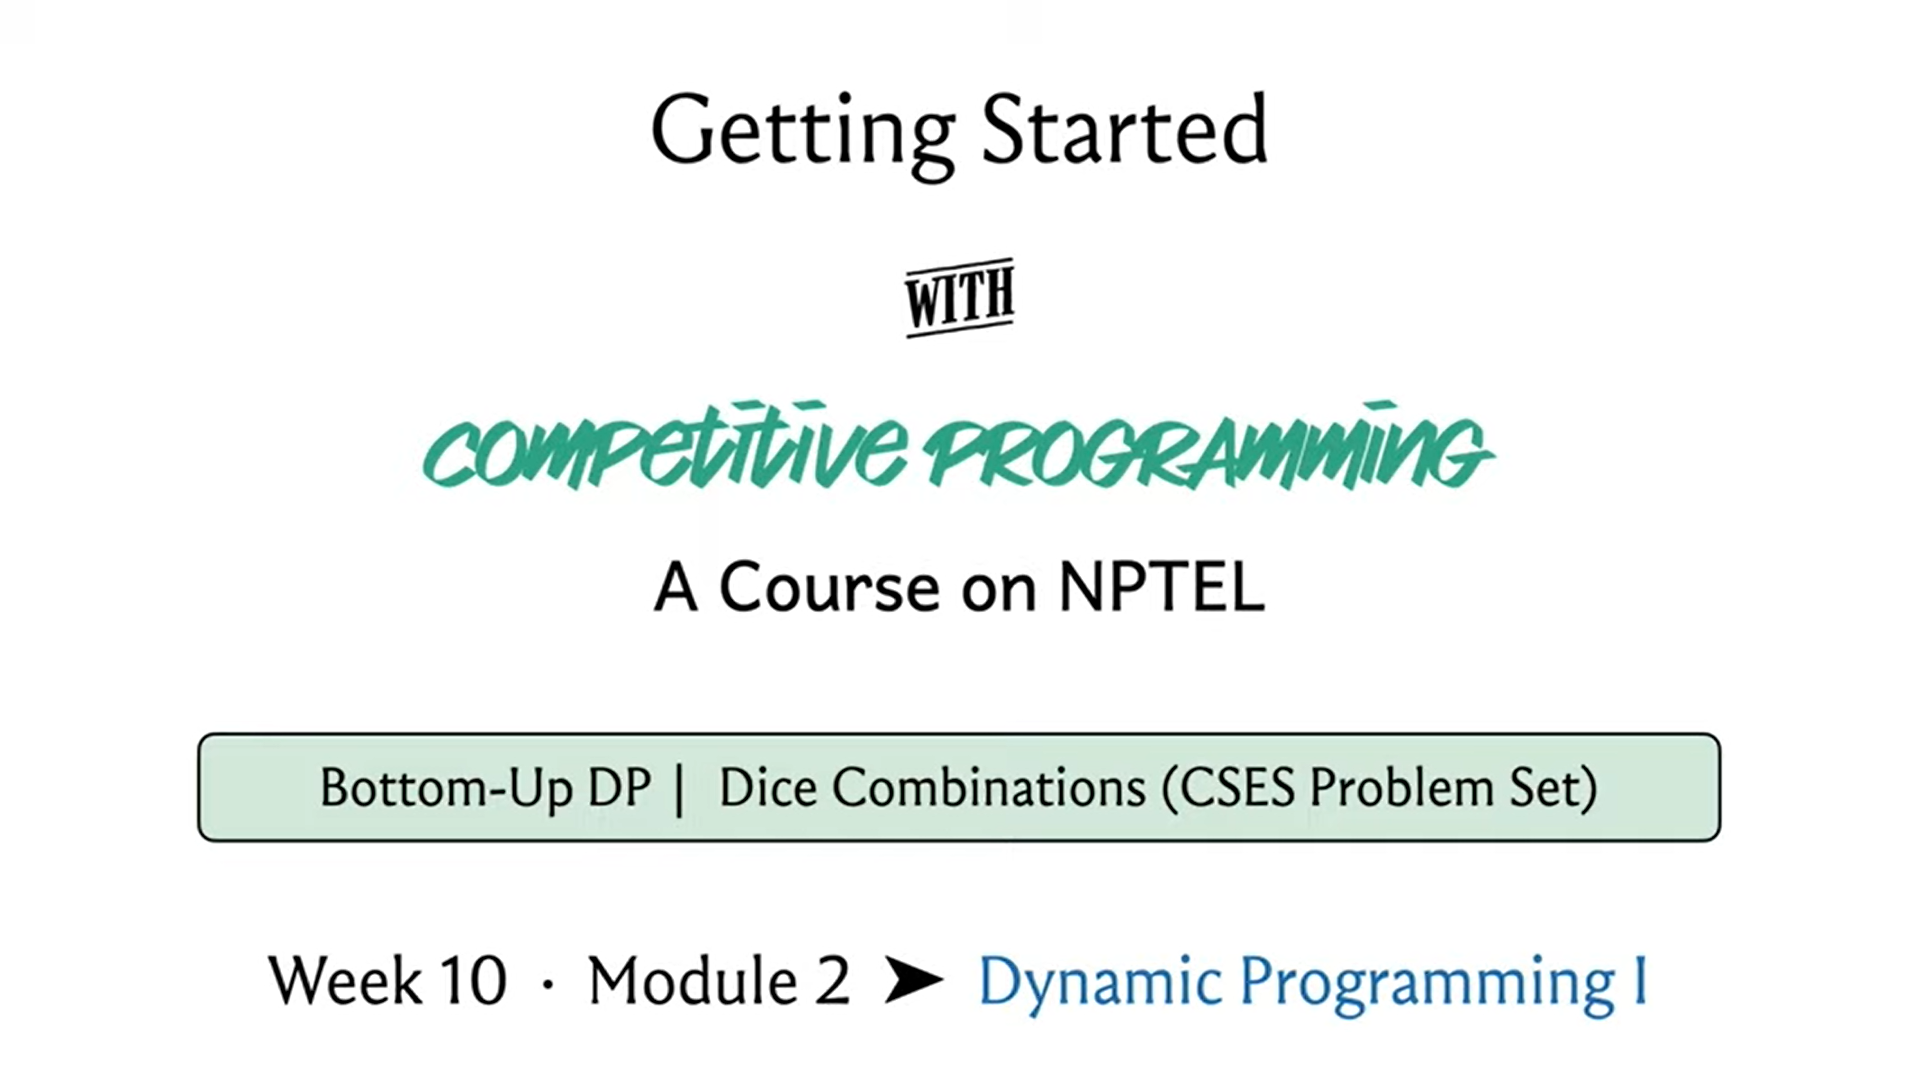 Getting Started
WITH
COMPETITIVE PROGRAMMING
A Course on NPTEL
Bottom-Up DP | Dice Combinations (CSES Problem Set)
Week 10 · Module 2 ➤ Dynamic Programming I